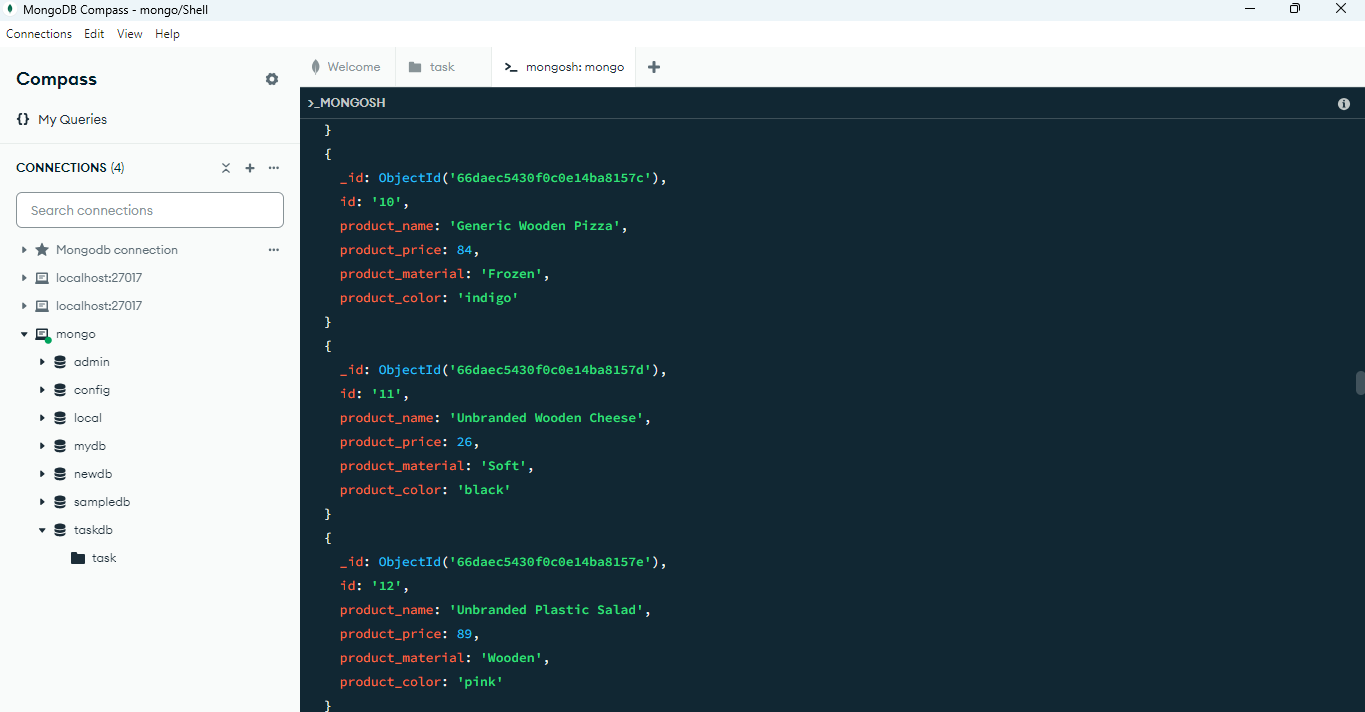 MongoDB Compass - mongo/Shell
Connections Edit View Help
Compass
{} My Queries
CONNECTIONS (4)
Search connections
Mongodb connection
localhost:27017
localhost:27017
mongo
admin
config
local
mydb
newdb
sampledb
taskdb
task
Welcome
task
>_ mongosh: mongo
>_MONGOSH
}
{
_id: ObjectId('66daec5430f0c0e14ba8157c'),
id: '10',
product_name: 'Generic Wooden Pizza',
product_price: 84,
product_material: 'Frozen',
product_color: 'indigo'
}
{
_id: ObjectId('66daec5430f0c0e14ba8157d'),
id: '11',
product_name: 'Unbranded Wooden Cheese',
product_price: 26,
product_material: 'Soft',
product_color: 'black'
}
{
_id: ObjectId('66daec5430f0c0e14ba8157e'),
id: '12',
product_name: 'Unbranded Plastic Salad',
product_price: 89,
product_material: 'Wooden',
product_color: 'pink'
}